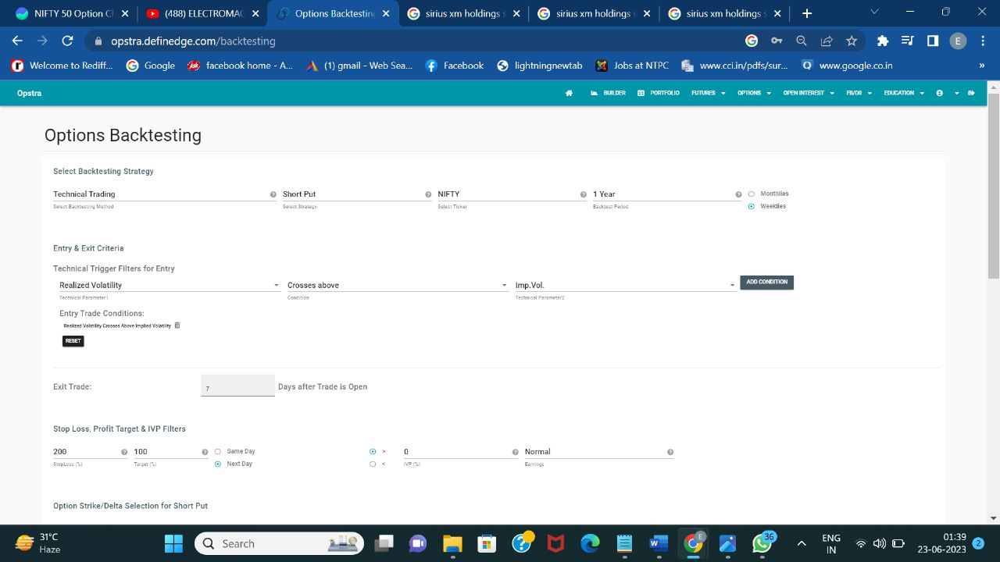 NIFTY 50 Option Ch
(488) ELECTROMAG
Options Backtesting
sirius xm holdings s
sirius xm holdings s
sirius xm holdings s
opstra.definedge.com/backtesting
E
Welcome to Rediff...
Google
facebook home - A...
(1) gmail - Web Sea...
Facebook
lightningnewtab
Jobs at NTPC
www.cci.in/pdfs/sur...
www.google.co.in
»
Opstra
BUILDER
PORTFOLIO
FUTURES
OPTIONS
OPEN INTEREST
FII/DII
EDUCATION
Options Backtesting
Select Backtesting Strategy
Technical Trading
Select Backtesting Method
Short Put
Select Strategy
NIFTY
Select Ticker
1 Year
Backtest Period
Monthlies
Weeklies
Entry & Exit Criteria
Technical Trigger Filters for Entry
Realized Volatility
Technical Parameter1
Crosses above
Condition
Imp.Vol.
Technical Parameter2
ADD CONDITION
Entry Trade Conditions:
Realized Volatility Crosses Above Implied Volatility
RESET
Exit Trade:
7
Days after Trade is Open
Stop Loss, Profit Target & IVP Filters
200
StopLoss (%)
100
Target (%)
Same Day
Next Day
>
<
0
IVP (%)
Normal
Earnings
Option Strike/Delta Selection for Short Put
31°C
Haze
Search
36
ENG
IN
01:39
23-06-2023
2